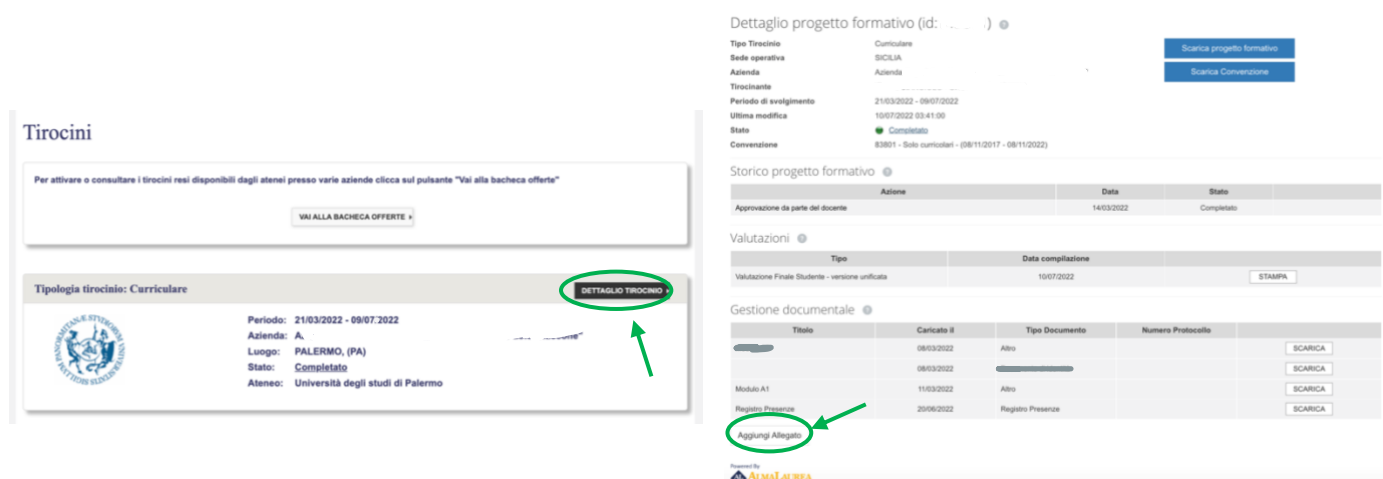 Tirocini
Per attivare o consultare i tirocini resi disponibili dagli atenei presso varie aziende clicca sul pulsante "Vai alla bacheca offerte"
VAI ALLA BACHECA OFFERTE
Tipologia tirocinio: Curriculare
DETTAGLIO TIROCINIO
Periodo: 21/03/2022 - 09/07/2022
Azienda: A,
Luogo: PALERMO, (PA)
Stato: Completato
Ateneo: Università degli studi di Palermo
Dettaglio progetto formativo (id: )
Tipo Tirocinio Curriculare
Scarica progetto formativo
Sede operativa SICILIA
Azienda Azienda
Scarica Convenzione
Tirocinante
Periodo di svolgimento 21/03/2022 - 09/07/2022
Ultima modifica 10/07/2022 03:41:00
Stato Completato
Convenzione 83801 - Solo curricolari - (08/11/2017 - 08/11/2022)
Storico progetto formativo
Azione Data Stato
Approvazione da parte del docente 14/03/2022 Completato
Valutazioni
Tipo Data compilazione
Valutazione Finale Studente - versione unificata 10/07/2022 STAMPA
Gestione documentale
Titolo Caricato il Tipo Documento Numero Protocollo
08/03/2022 Altro SCARICA
08/03/2022 SCARICA
Modulo A1 11/03/2022 Altro SCARICA
Registro Presenze 20/06/2022 Registro Presenze SCARICA
Aggiungi Allegato
Powered By
ALMALAUREA